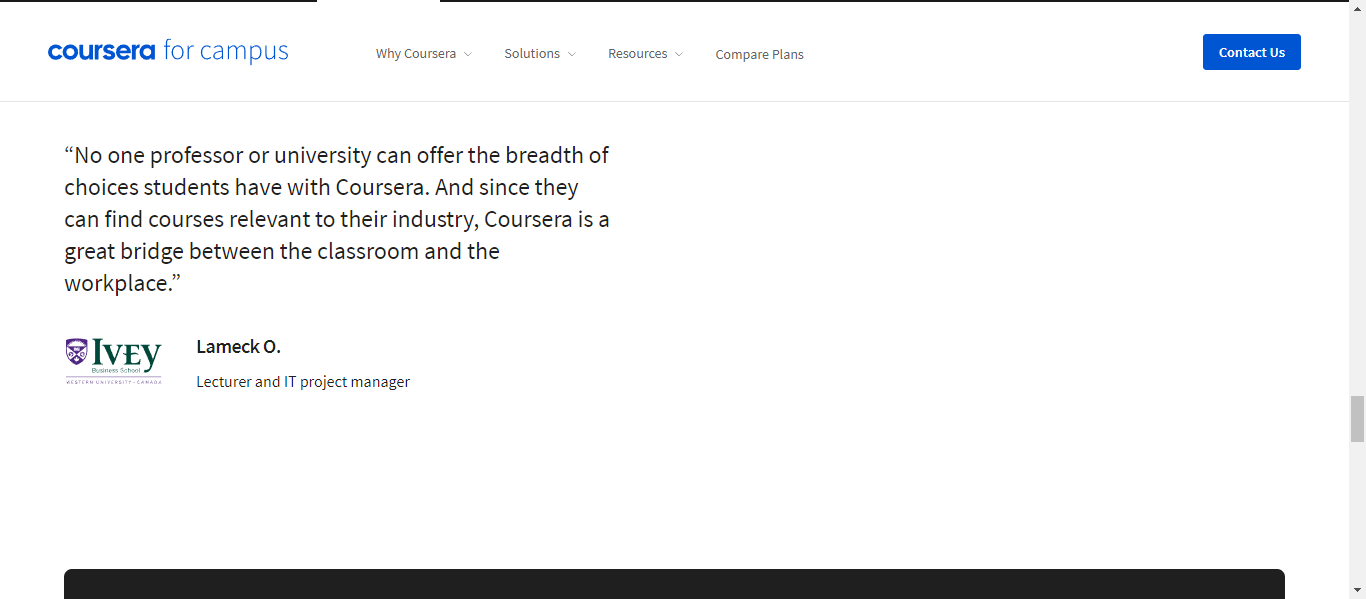 coursera for campus
Why Coursera
Solutions
Resources
Compare Plans
Contact Us
“No one professor or university can offer the breadth of
choices students have with Coursera. And since they
can find courses relevant to their industry, Coursera is a
great bridge between the classroom and the
workplace.”
IVEY
Business School
WESTERN UNIVERSITY · CANADA
Lameck O.
Lecturer and IT project manager